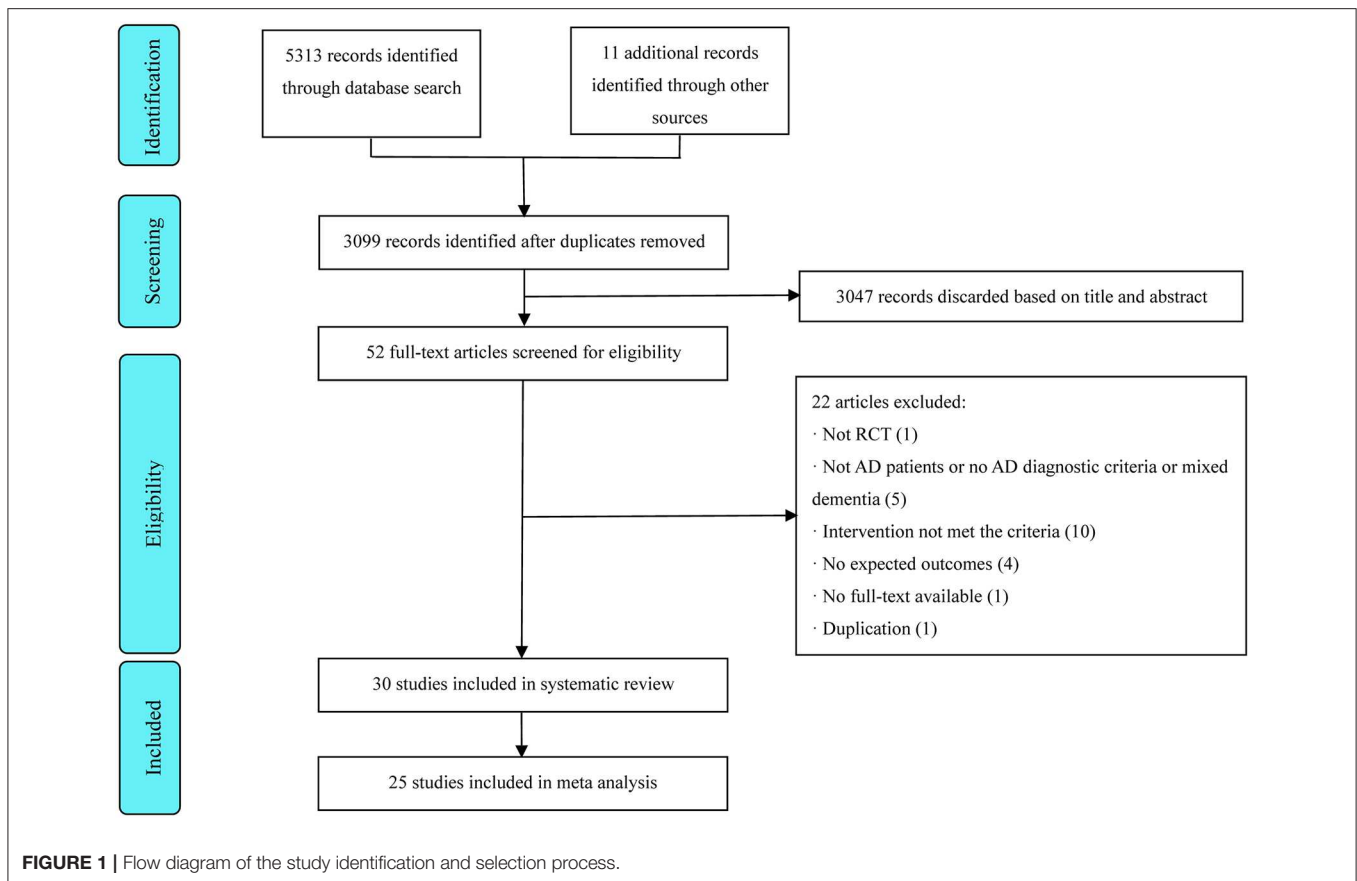 Identification
5313 records identified
through database search
11 additional records
identified through other
sources
Screening
3099 records identified after duplicates removed
3047 records discarded based on title and abstract
52 full-text articles screened for eligibility
Eligibility
22 articles excluded:
· Not RCT (1)
· Not AD patients or no AD diagnostic criteria or mixed
dementia (5)
· Intervention not met the criteria (10)
· No expected outcomes (4)
· No full-text available (1)
· Duplication (1)
Included
30 studies included in systematic review
25 studies included in meta analysis
FIGURE 1 | Flow diagram of the study identification and selection process.